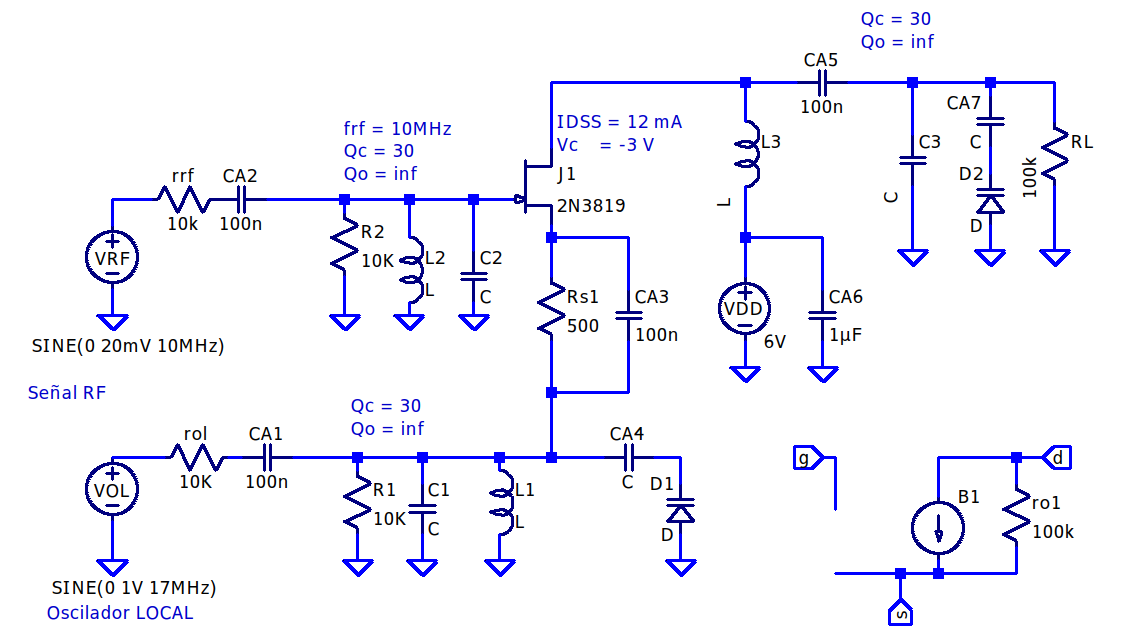 Qc = 30
Qo = inf
CA5
100n
CA7
C
C3
C
RL
100k
D2
D
IDSS = 12 mA
Vc = -3 V
L3
L
frf = 10MHz
Qc = 30
Qo = inf
J1
2N3819
rrf
10k
CA2
100n
R2
10K
L2
L
C2
C
VRF
Rs1
500
CA3
100n
VDD
6V
CA6
1µF
SINE(0 20mV 10MHz)
Señal RF
Qc = 30
Qo = inf
rol
10K
CA1
100n
CA4
C
D1
D
VOL
R1
10K
C1
C
L1
L
g
d
B1
ro1
100k
s
SINE(0 1V 17MHz)
Oscilador LOCAL